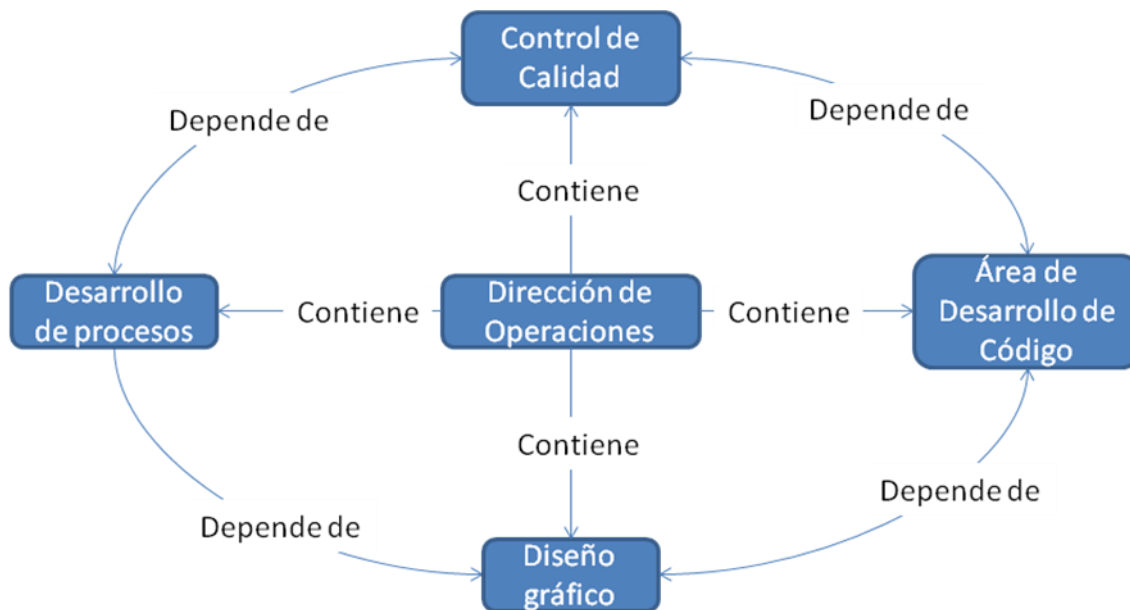 Control de
Calidad
Depende de
Depende de
Contiene
Desarrollo
de procesos
Contiene
Dirección de
Operaciones
Contiene
Área de
Desarrollo de
Código
Contiene
Depende de
Depende de
Diseño
gráfico